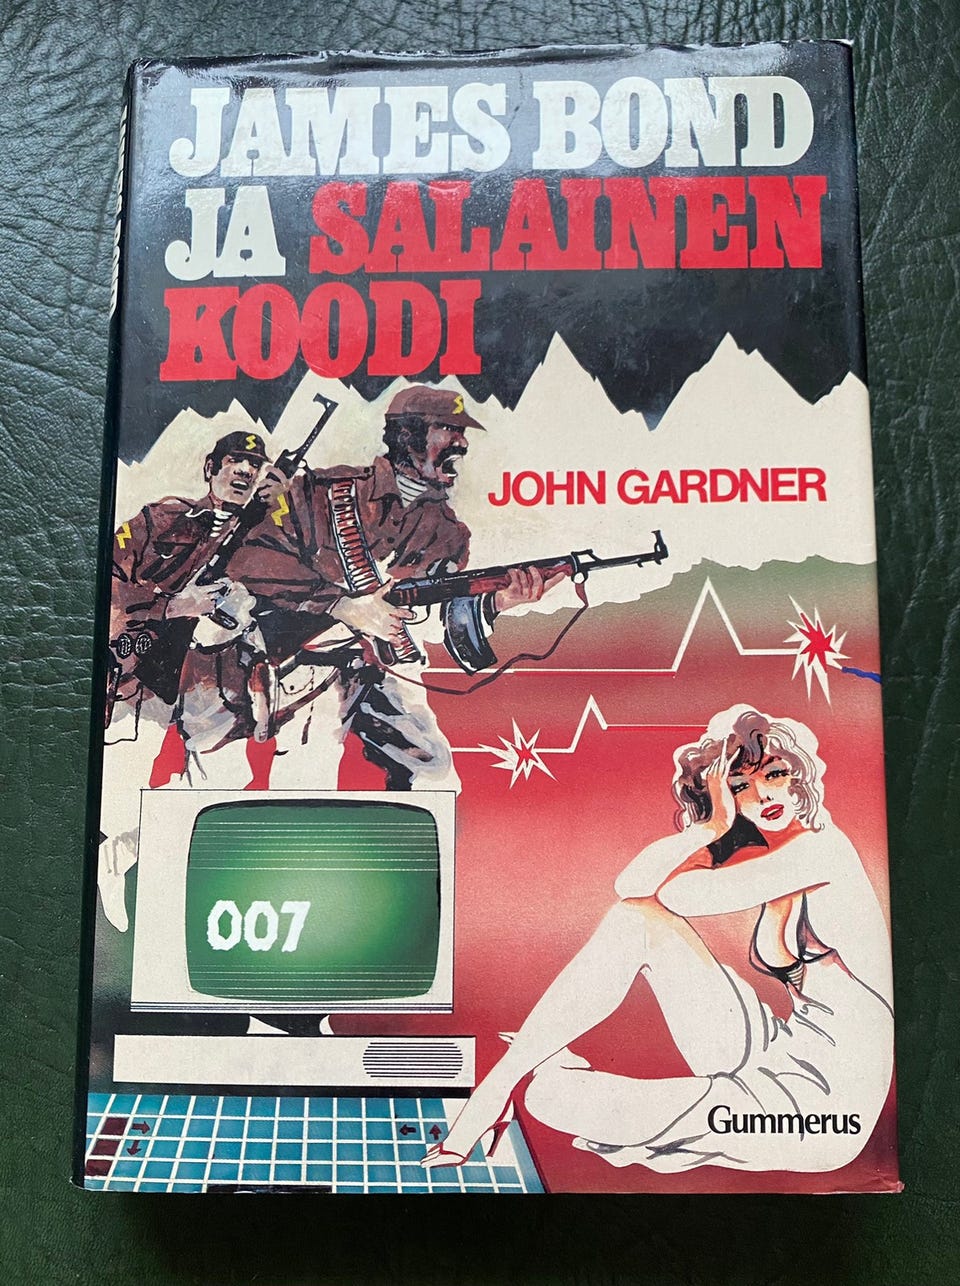 JAMES BOND
JA SALAINEN
KOODI
JOHN GARDNER
007
Gummerus